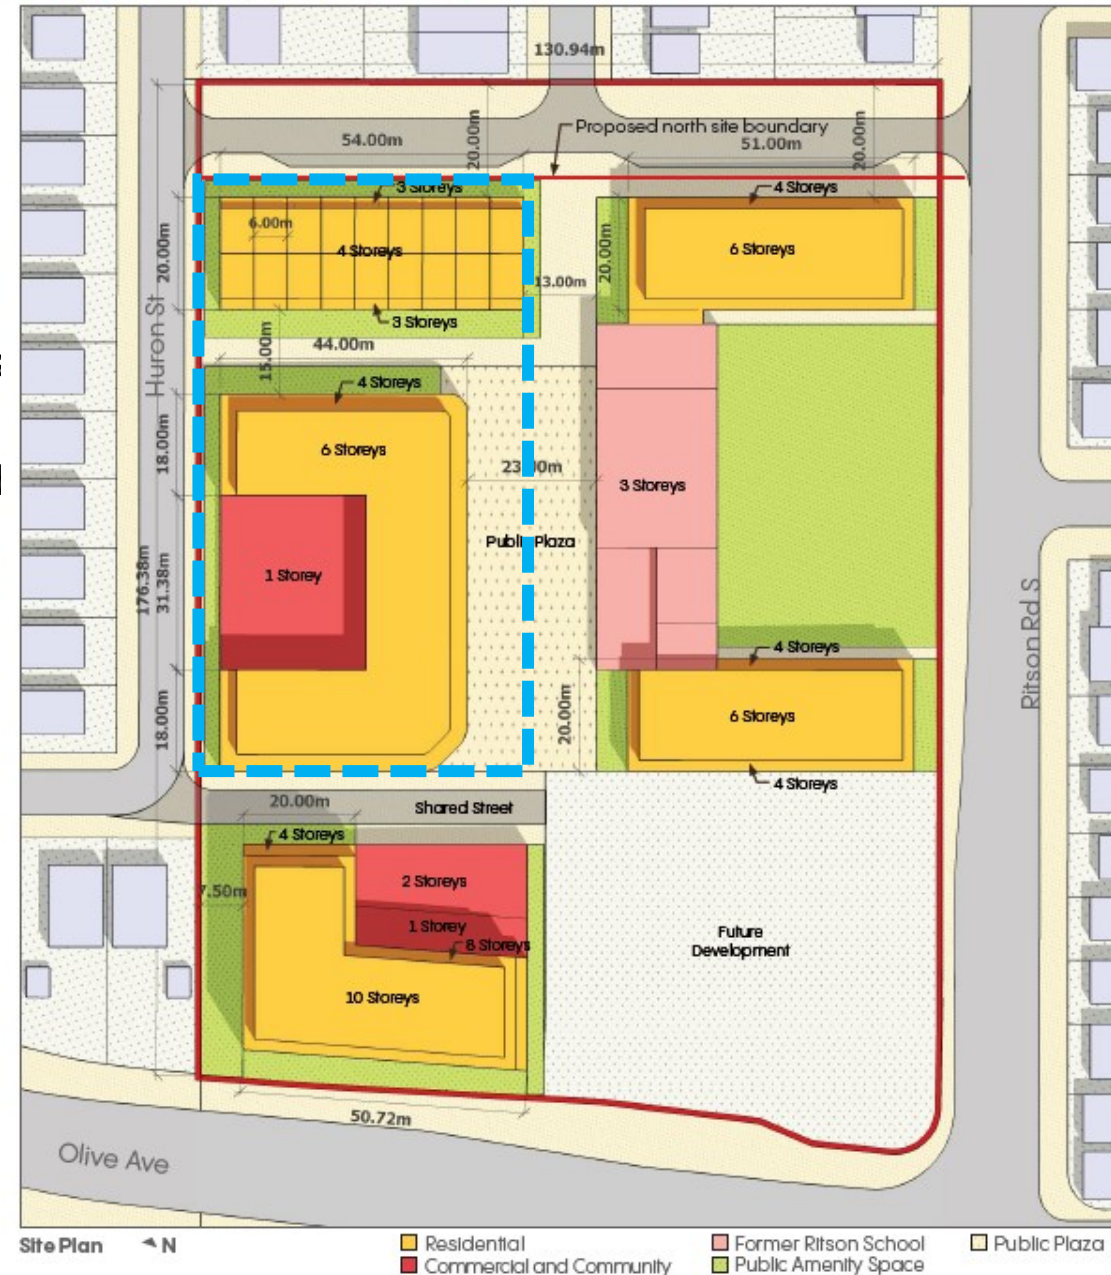 130.94m
Proposed north site boundary
54.00m
20.00m
51.00m
20.00m
3 Storeys
4 Storeys
6.00m
4 Storeys
6 Storeys
20.00m
20.00m
13.00m
3 Storeys
Huron St
15.00m
44.00m
4 Storeys
6 Storeys
18.00m
3 Storeys
Public Plaza
1 Storey
176.38m
31.38m
Ritson Rd S
4 Storeys
18.00m
20.00m
6 Storeys
4 Storeys
20.00m
Shared Street
4 Storeys
2 Storeys
7.50m
1 Storey
8 Storeys
Future
Development
10 Storeys
50.72m
Olive Ave
Site Plan N
Residential
Former Ritson School
Public Plaza
Commercial and Community
Public Amenity Space